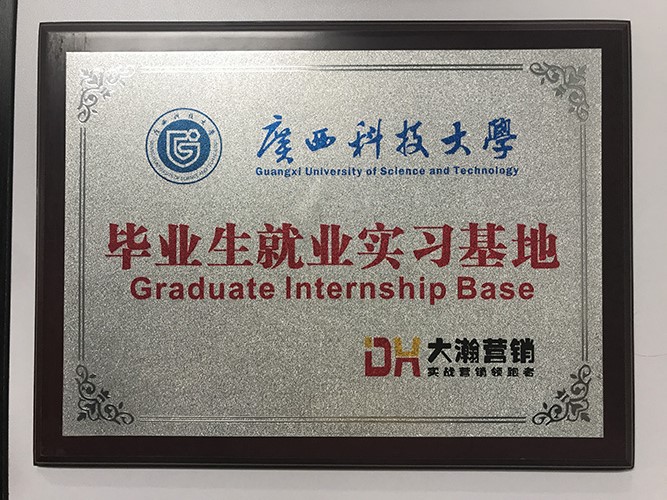 廣西科技大學
Guangxi University of Science and Technology
毕业生就业实习基地
Graduate Internship Base
DH 大瀚营销
实战营销领跑者